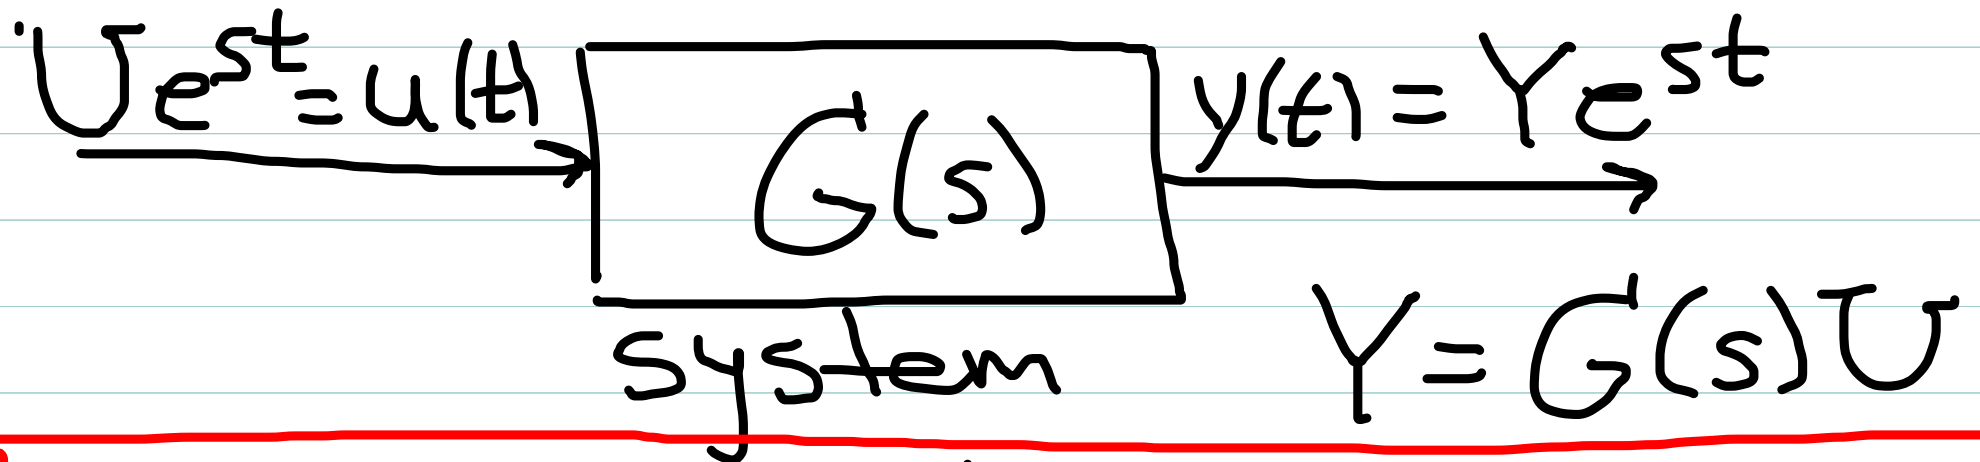 Ue^st = u(t)
G(s)
y(t) = Ye^st
system
Y = G(s)U